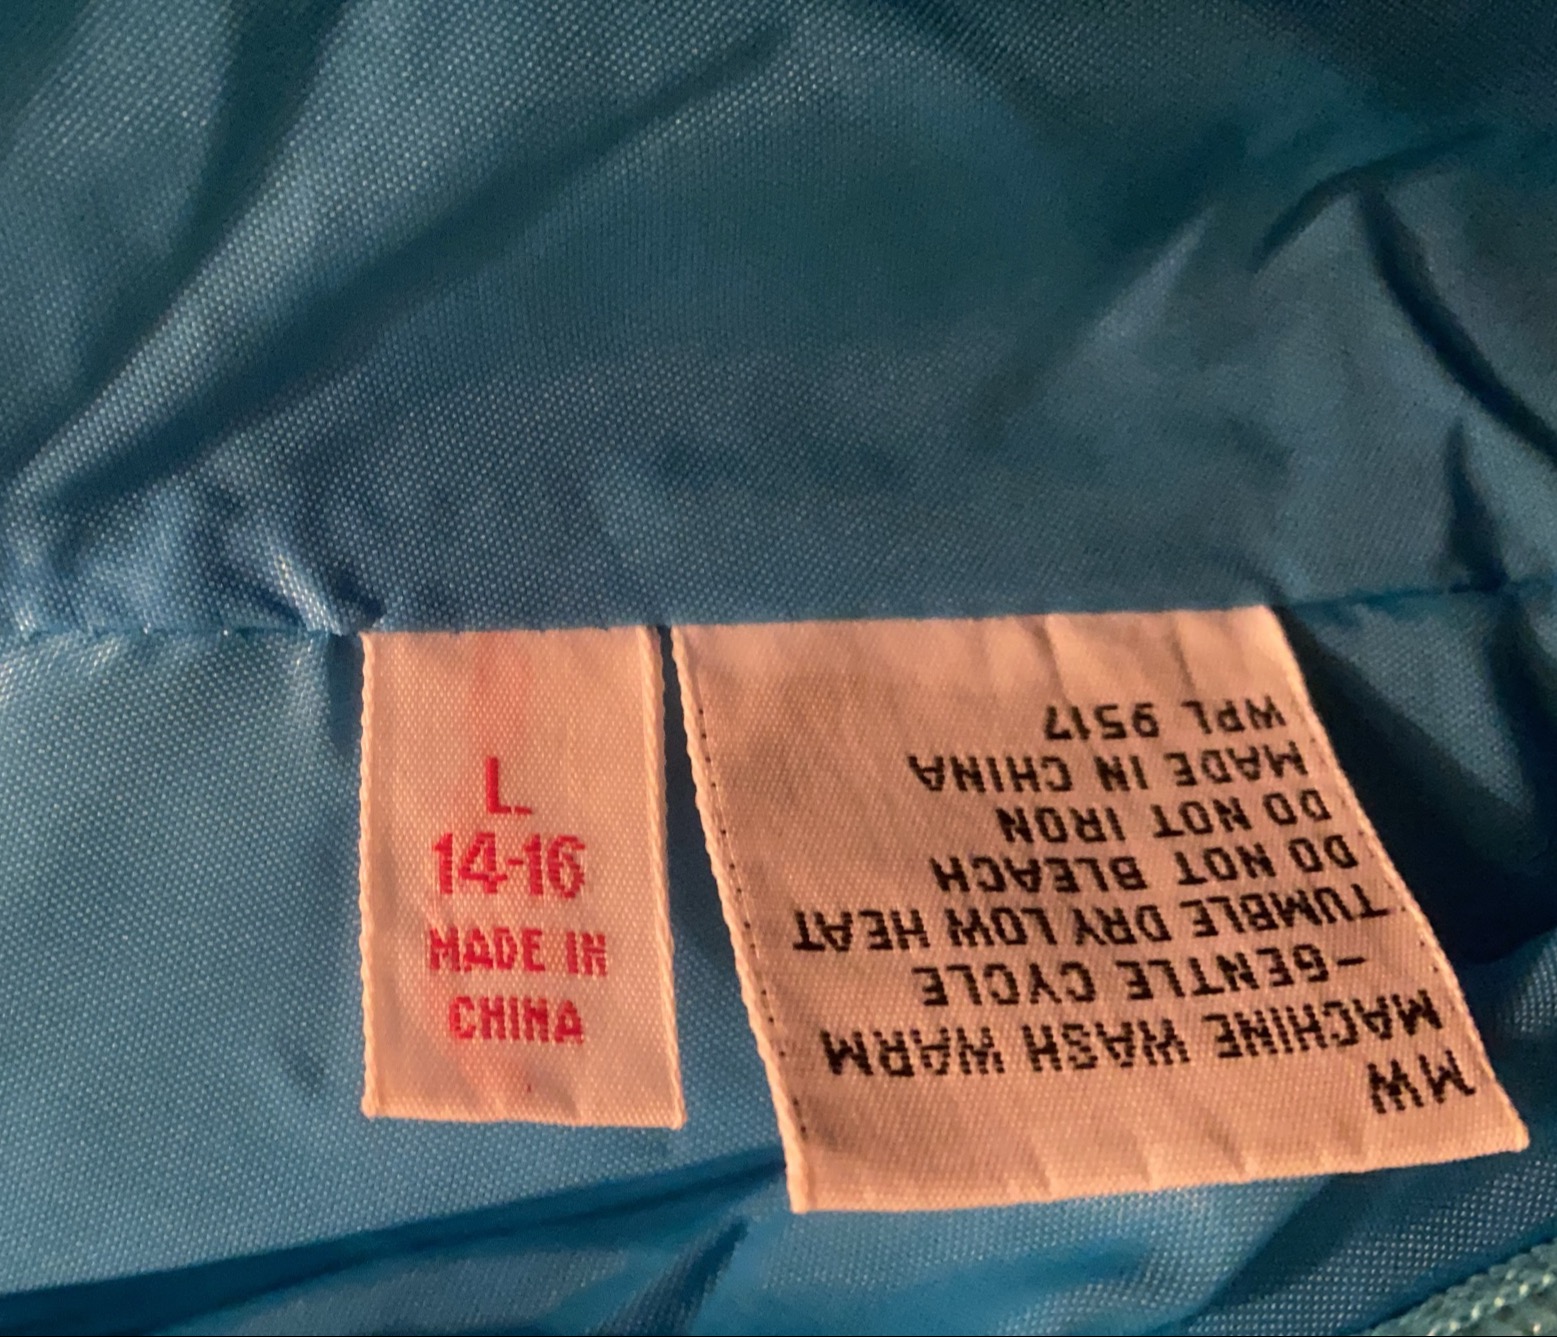 L
14-16
MADE IN
CHINA
MW
MACHINE WASH WARM
-GENTLE CYCLE
TUMBLE DRY LOW HEAT
DO NOT BLEACH
DO NOT IRON
MADE IN CHINA
WPL 9517